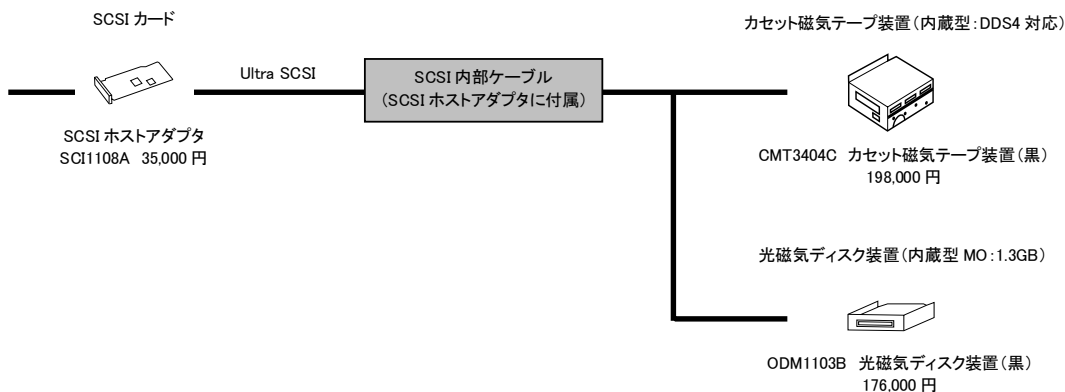 SCSI カード
カセット磁気テープ装置(内蔵型:DDS4 対応)
Ultra SCSI
SCSI 内部ケーブル
(SCSI ホストアダプタに付属)
SCSI ホストアダプタ
SCI1108A 35,000 円
CMT3404C カセット磁気テープ装置(黒)
198,000 円
光磁気ディスク装置(内蔵型 MO:1.3GB)
ODM1103B 光磁気ディスク装置(黒)
176,000 円